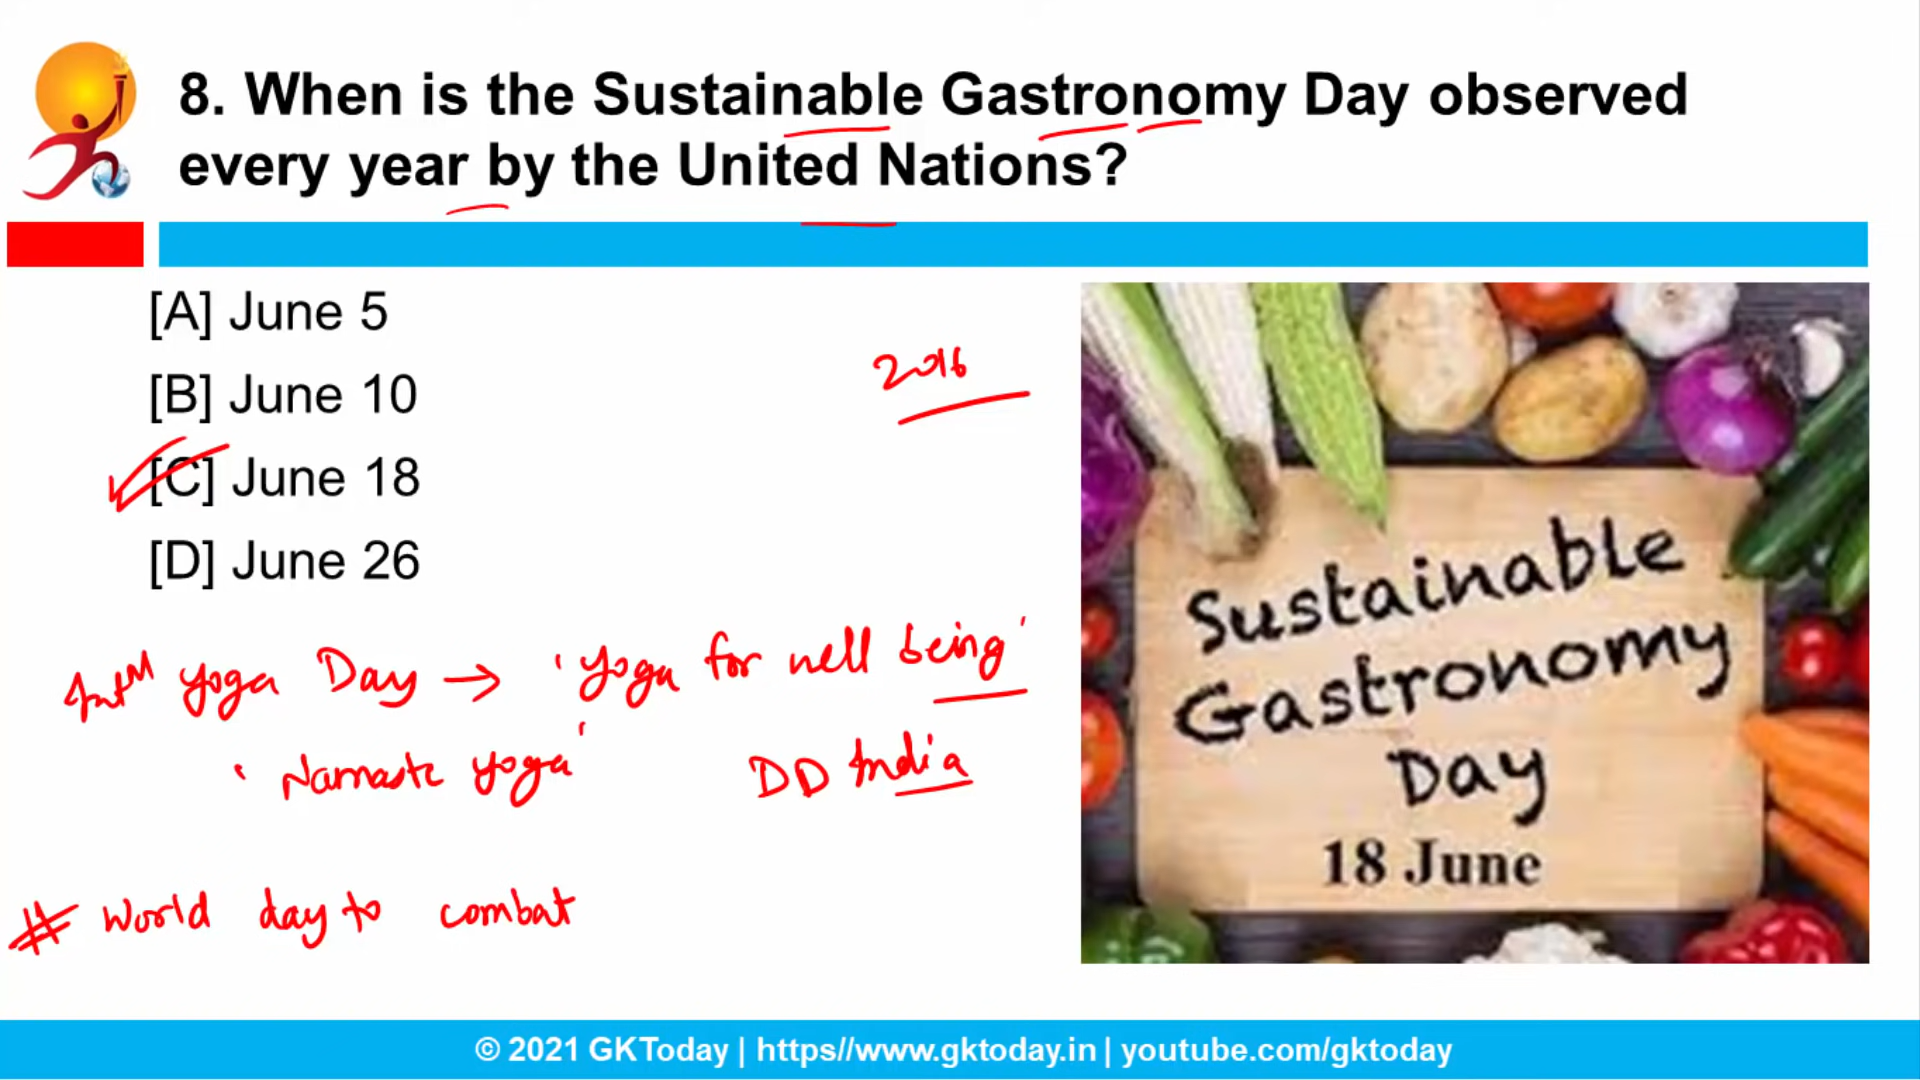 8. When is the Sustainable Gastronomy Day observed
every year by the United Nations?
[A] June 5
[B] June 10
[C] June 18
[D] June 26
2016
yoga Day → 'yoga for well being'
'Namaste yoga' DD India
# World day to combat
Sustainable
Gastronomy
Day
18 June
© 2021 GKToday | https//www.gktoday.in | youtube.com/gktoday